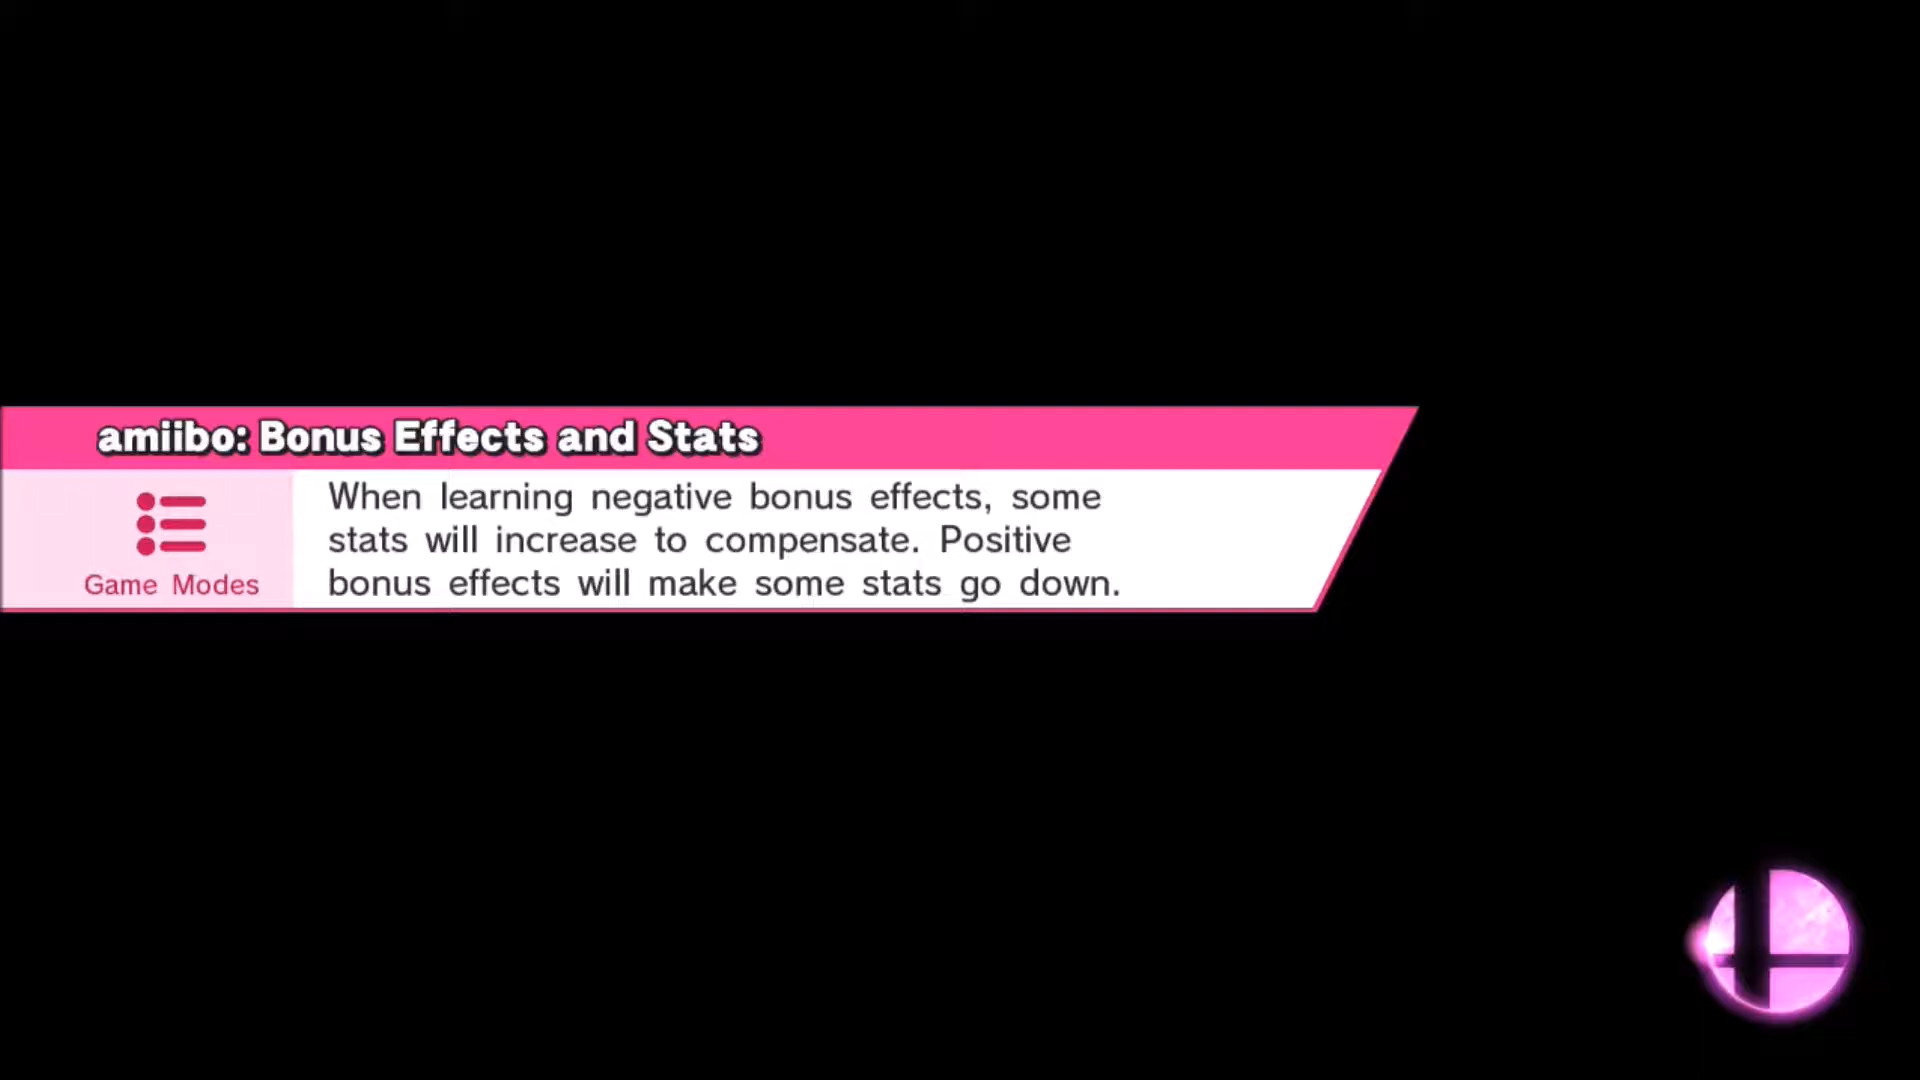 amiibo: Bonus Effects and Stats
When learning negative bonus effects, some
stats will increase to compensate. Positive
bonus effects will make some stats go down.
Game Modes